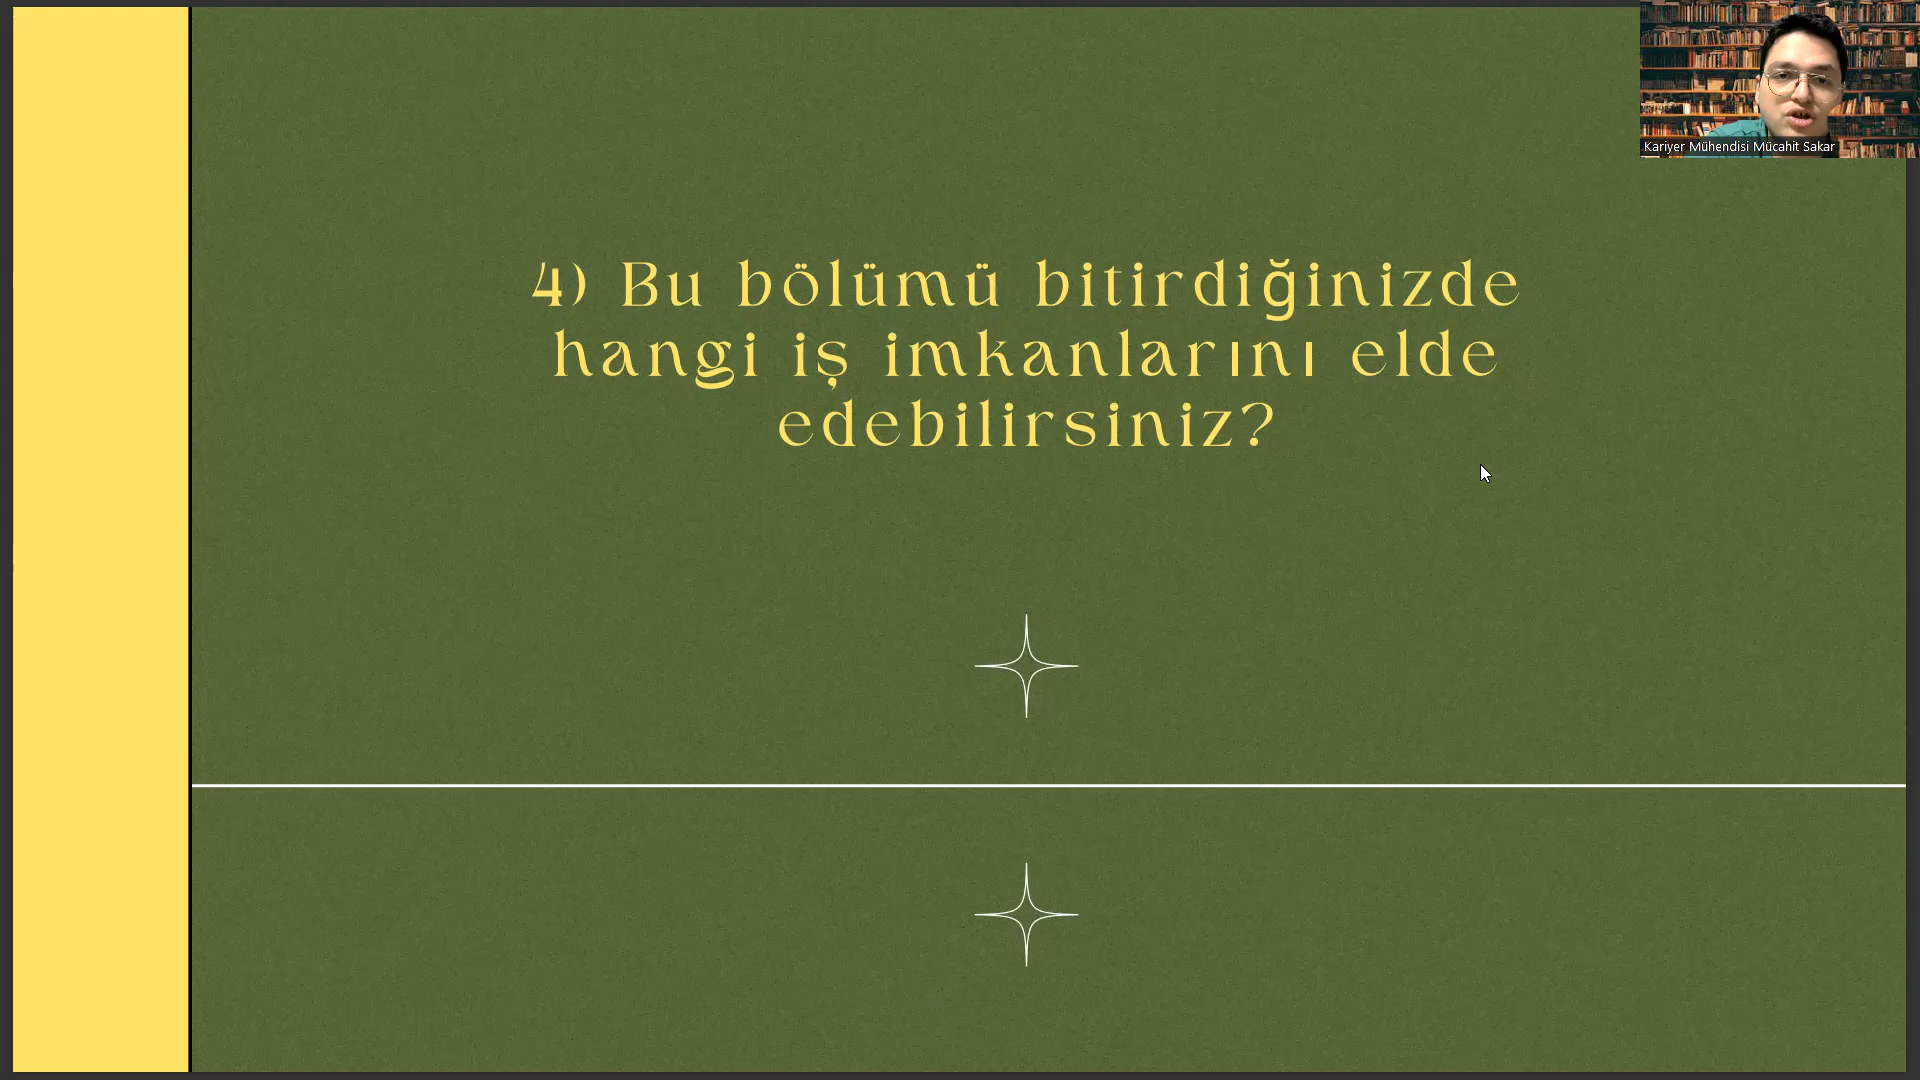 Kariyer Mühendisi Mücahit Sakar
4) Bu bölümü bitirdiğinizde
hangi iş imkanlarını elde
edebilirsiniz?